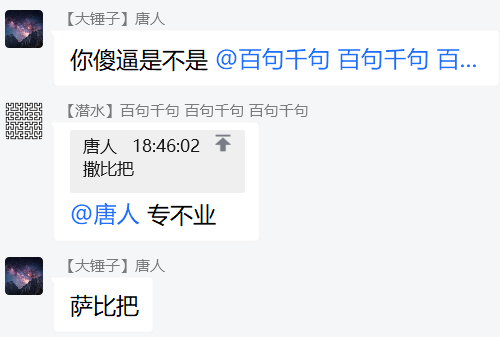 【大锤子】唐人
你傻逼是不是 @百句千句 百句千句 百...
【潜水】百句千句 百句千句 百句千句
唐人 18:46:02
撒比把
@唐人 专不业
【大锤子】唐人
萨比把